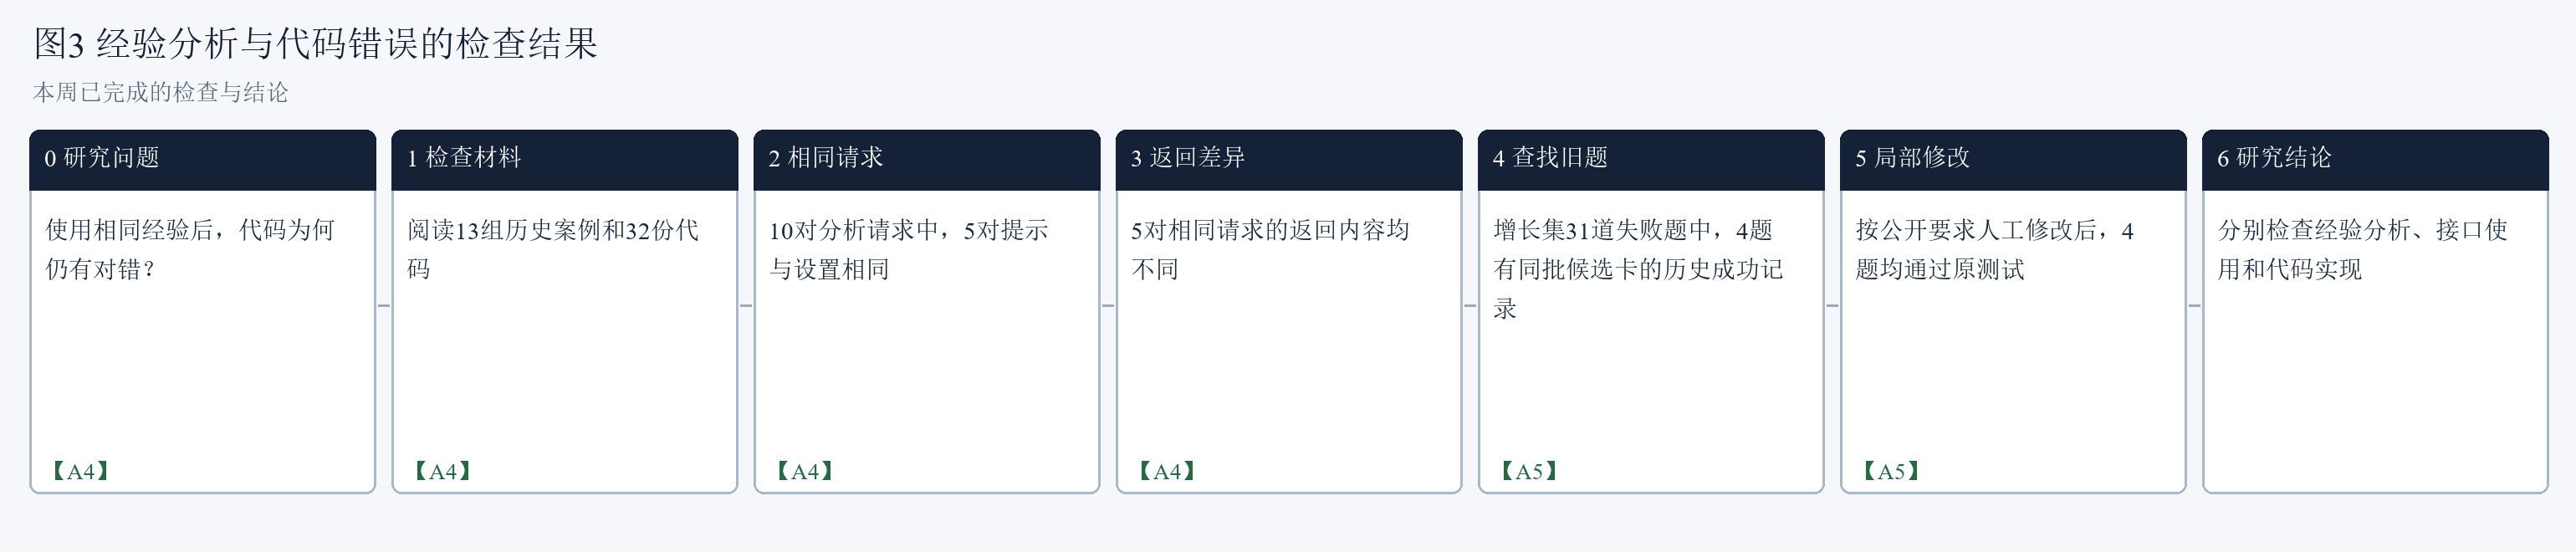 图3 经验分析与代码错误的检查结果
本周已完成的检查与结论
0 研究问题
使用相同经验后，代码为何
仍有对错？
【A4】
1 检查材料
阅读13组历史案例和32份代
码
【A4】
2 相同请求
10对分析请求中，5对提示
与设置相同
【A4】
3 返回差异
5对相同请求的返回内容均
不同
【A4】
4 查找旧题
增长集31道失败题中，4题
有同批候选卡的历史成功记
录
【A5】
5 局部修改
按公开要求人工修改后，4
题均通过原测试
【A5】
6 研究结论
分别检查经验分析、接口使
用和代码实现